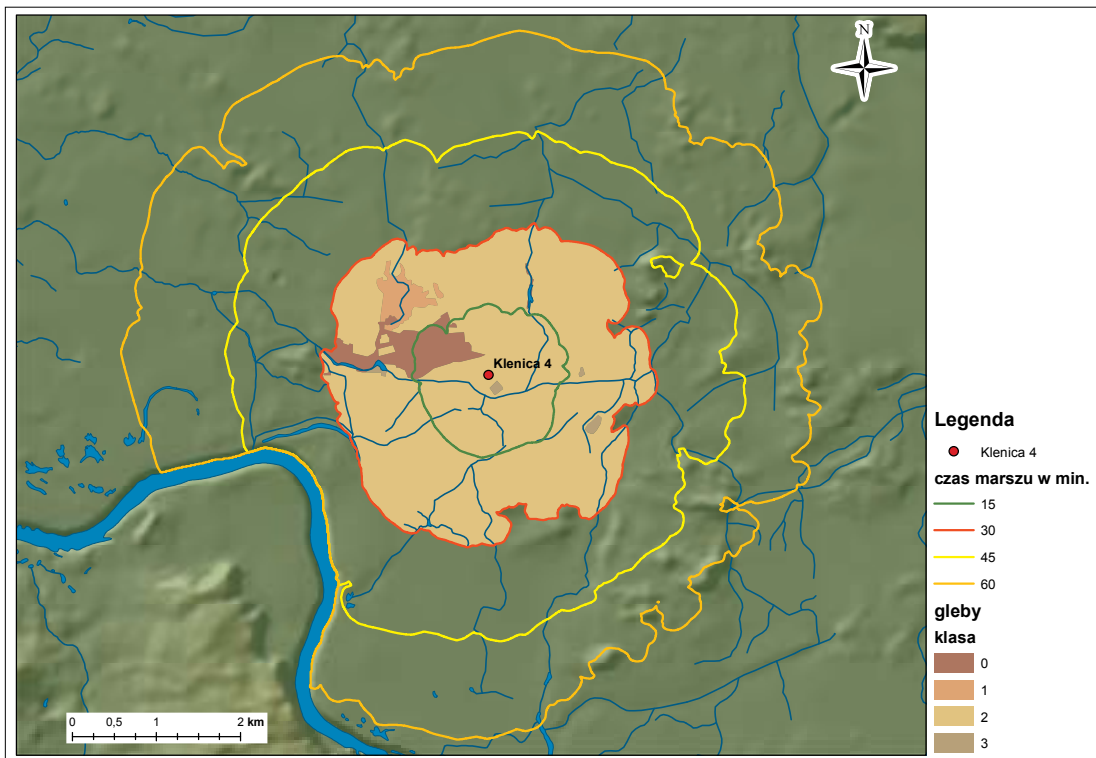 N
Klenica 4
0 0,5 1 2 km
Legenda
Klenica 4
czas marszu w min.
15
30
45
60
gleby
klasa
0
1
2
3